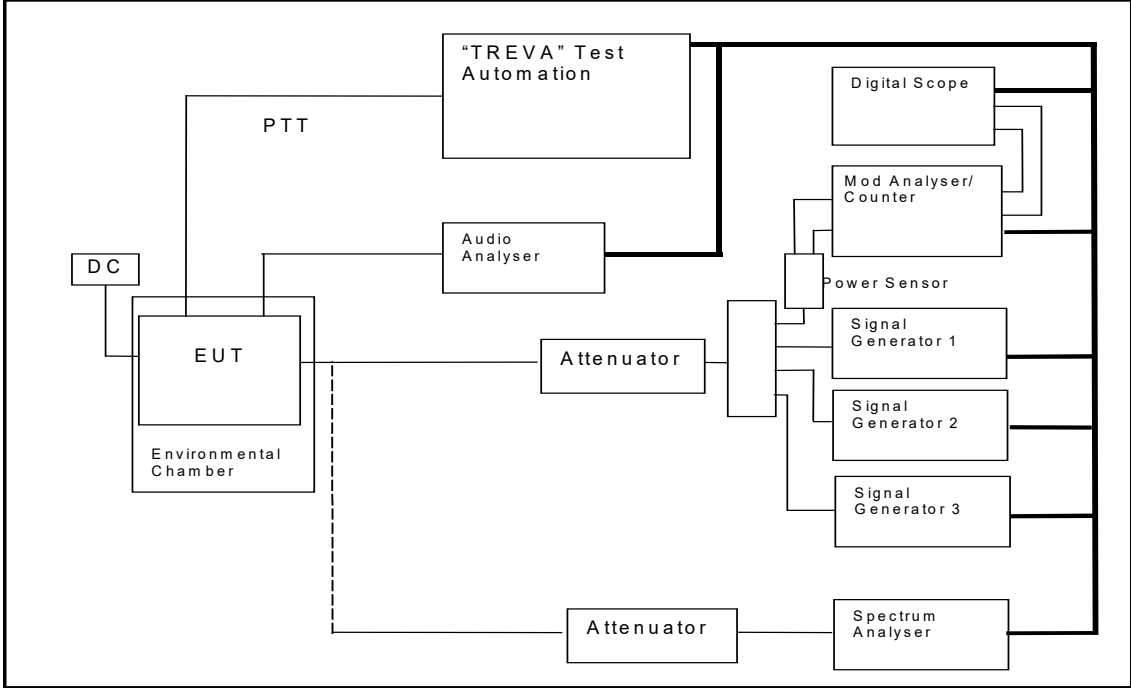 “TREVA” Test
Automation
Digital Scope
PTT
Mod Analyser/
Counter
Audio
Analyser
DC
Power Sensor
Signal
Generator 1
EUT
Attenuator
Signal
Generator 2
Environmental
Chamber
Signal
Generator 3
Attenuator
Spectrum
Analyser